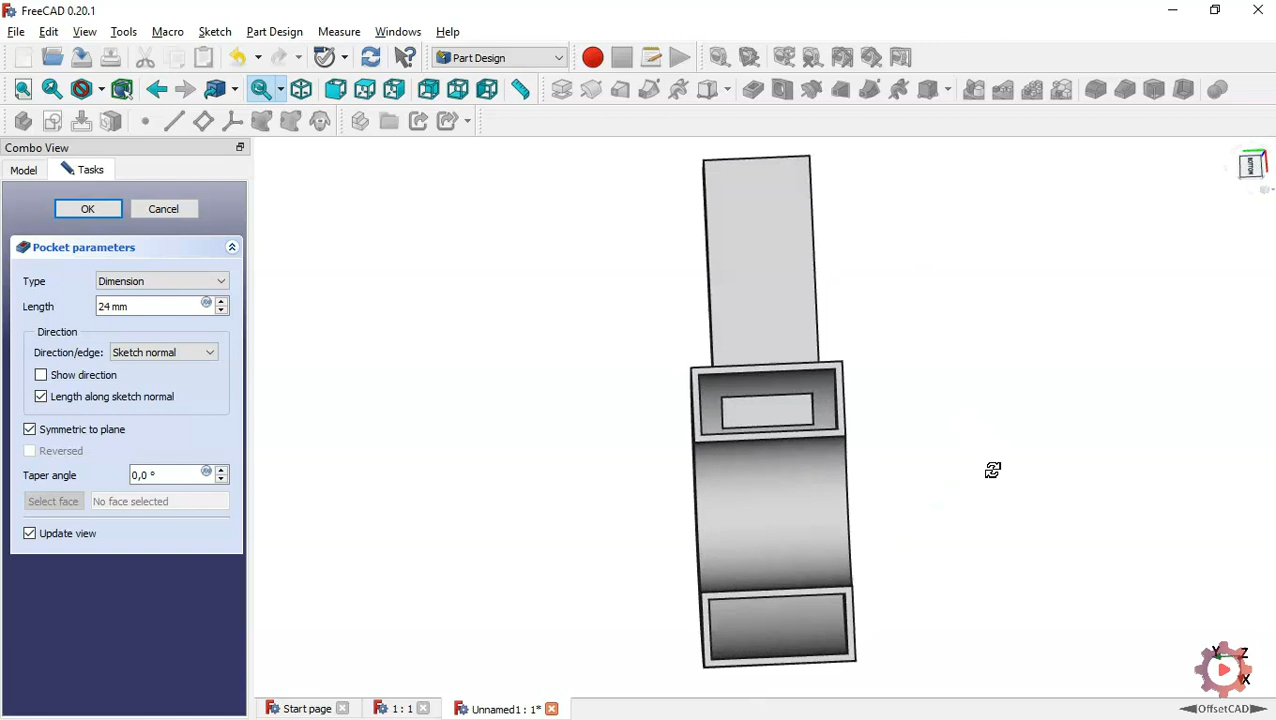 FreeCAD 0.20.1
File Edit View Tools Macro Sketch Part Design Measure Windows Help
Part Design
Combo View
Model Tasks
OK Cancel
Pocket parameters
Type Dimension
Length 24 mm
Direction
Direction/edge: Sketch normal
Show direction
Length along sketch normal
Symmetric to plane
Reversed
Taper angle 0,0 °
Select face No face selected
Update view
BOTTOM
Y Z
X
OffsetCAD
Start page 1 : 1 Unnamed1 : 1*